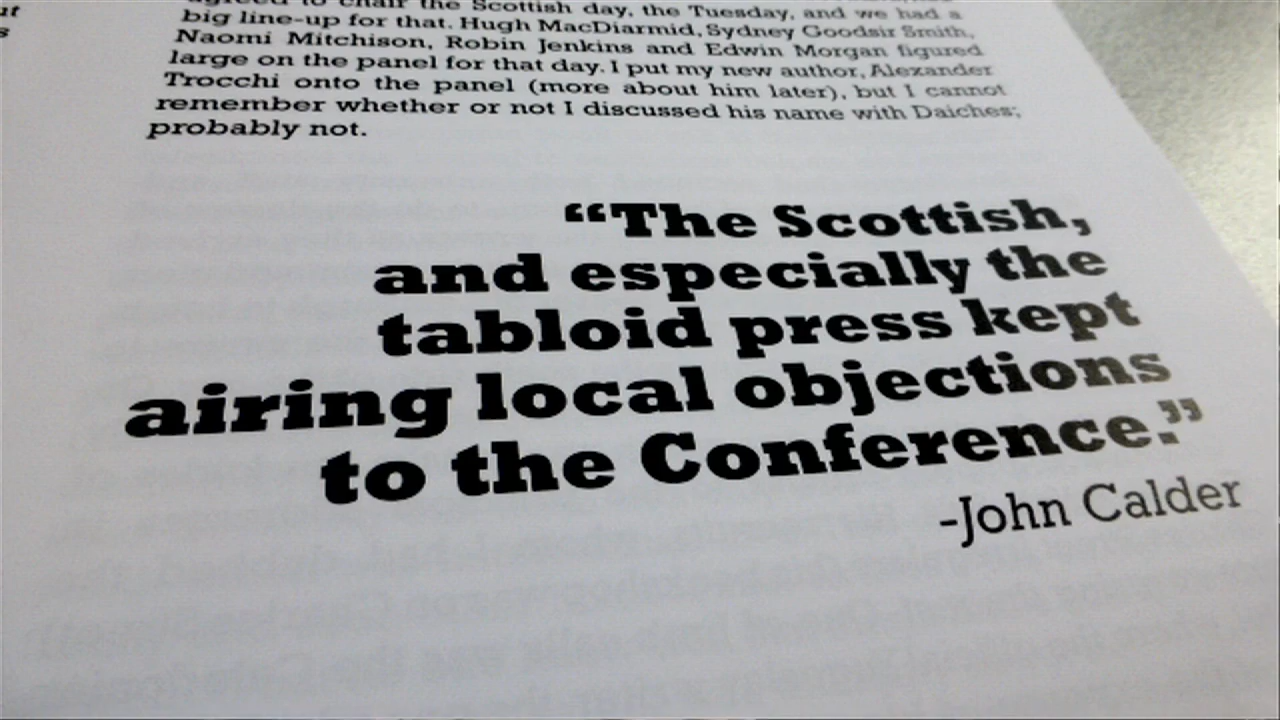 agreed to chair the Scottish day, the Tuesday, and we had a
big line-up for that. Hugh MacDiarmid, Sydney Goodsir Smith,
Naomi Mitchison, Robin Jenkins and Edwin Morgan figured
large on the panel for that day. I put my new author, Alexander
Trocchi onto the panel (more about him later), but I cannot
remember whether or not I discussed his name with Daiches;
probably not.
“The Scottish,
and especially the
tabloid press kept
airing local objections
to the Conference.”
-John Calder